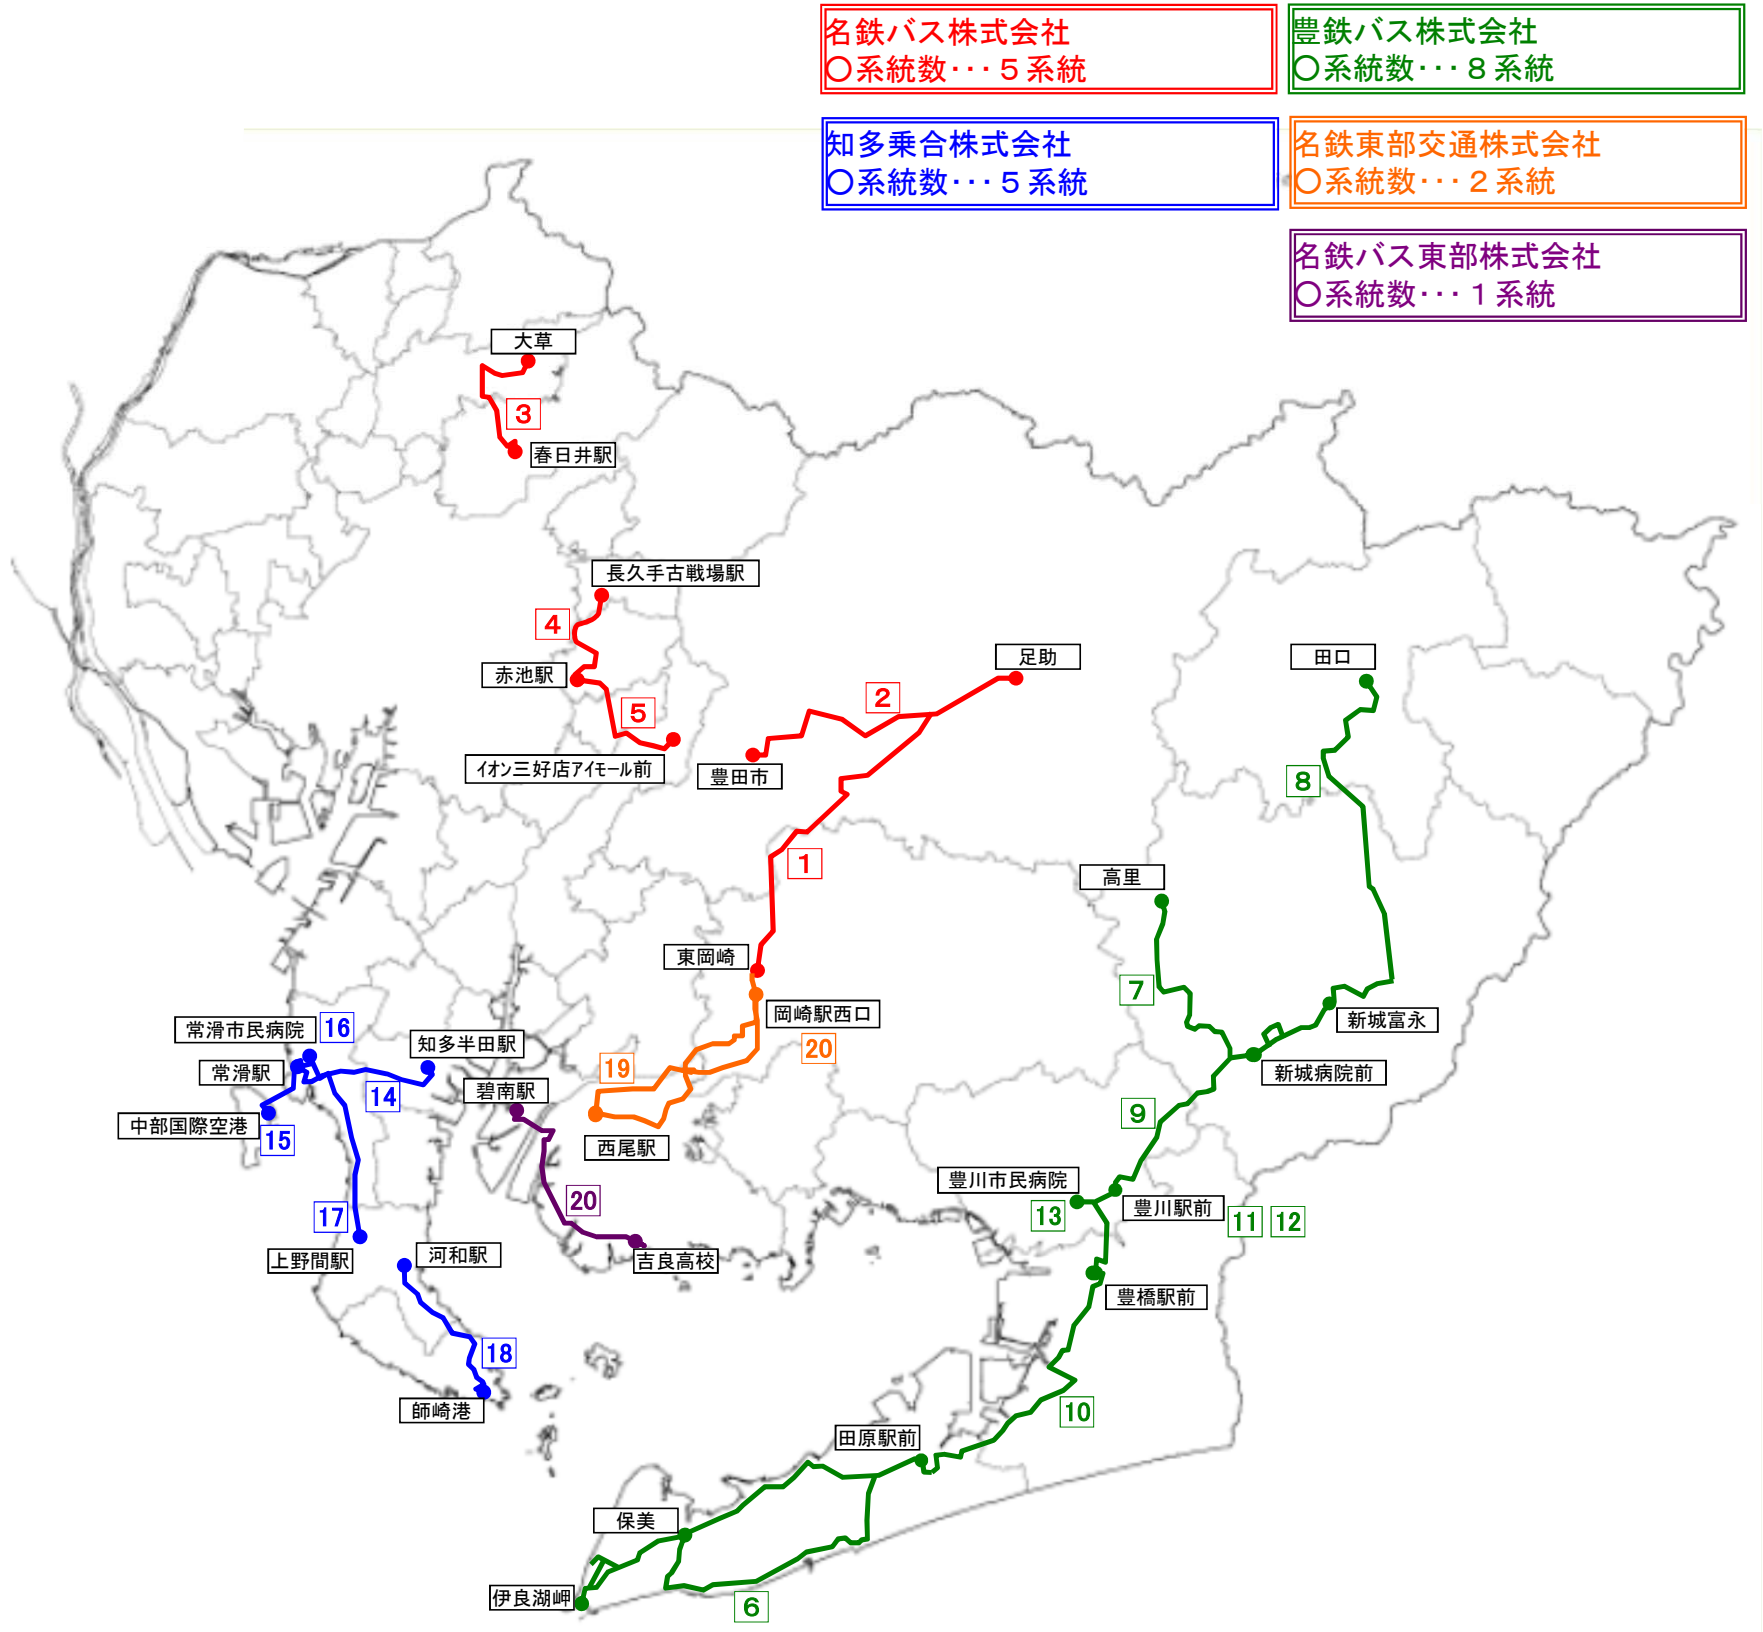 名鉄バス株式会社
○系統数･･･５系統
豊鉄バス株式会社
○系統数･･･８系統
知多乗合株式会社
○系統数･･･５系統
名鉄東部交通株式会社
○系統数･･･２系統
名鉄バス東部株式会社
○系統数･･･１系統
大草
3
春日井駅
長久手古戦場駅
4
赤池駅
5
ｲｵﾝ三好店ｱｲﾓｰﾙ前
足助
2
豊田市
田口
8
1
高里
7
東岡崎
岡崎駅西口
20
19
新城富永
新城病院前
常滑市民病院
16
知多半田駅
常滑駅
14
碧南駅
中部国際空港
15
西尾駅
9
豊川市民病院
13
豊川駅前
11
12
17
20
上野間駅
河和駅
吉良高校
豊橋駅前
18
師崎港
10
田原駅前
保美
伊良湖岬
6